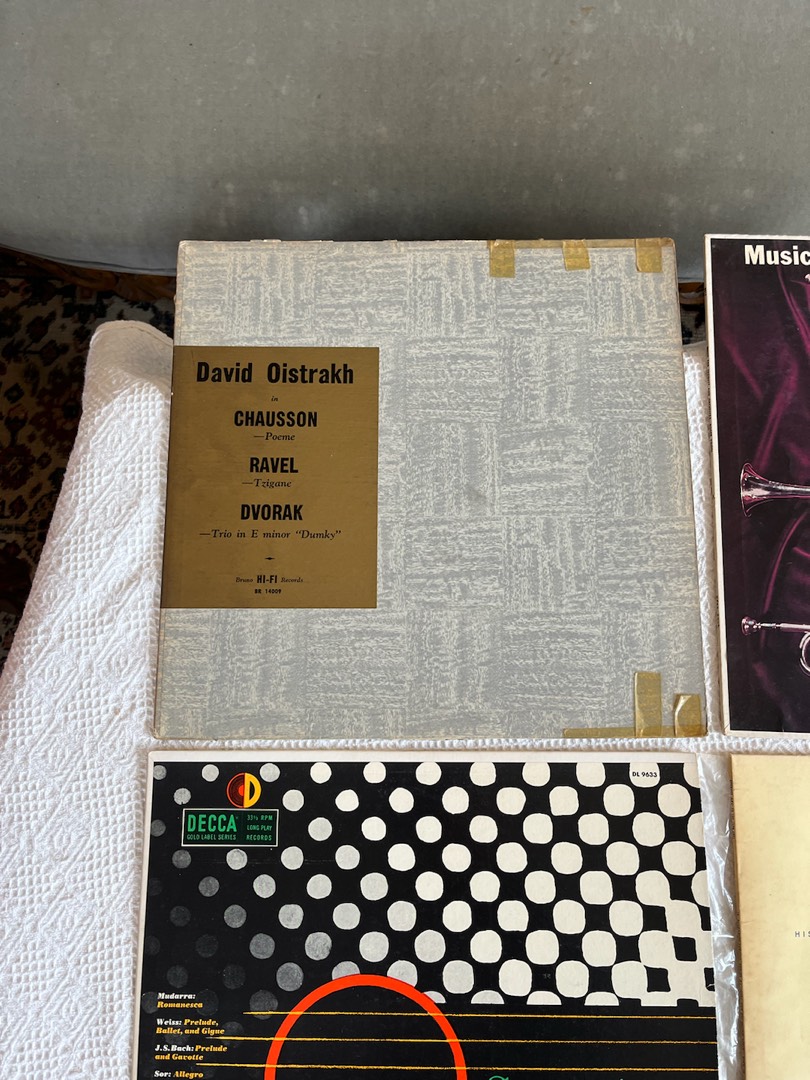 David Oistrakh
in
CHAUSSON
—Poeme
RAVEL
—Tzigane
DVORAK
—Trio in E minor "Dumky"
Bruno HI-FI Records
BR 14009
Music
DL 9633
DECCA
GOLD LABEL SERIES
33⅓ RPM
LONG PLAY
RECORDS
Mudarra:
Romanesca
Weiss: Prelude,
Ballet, and Gigue
J.S. Bach: Prelude
and Gavotte
Sor: Allegro
HIS